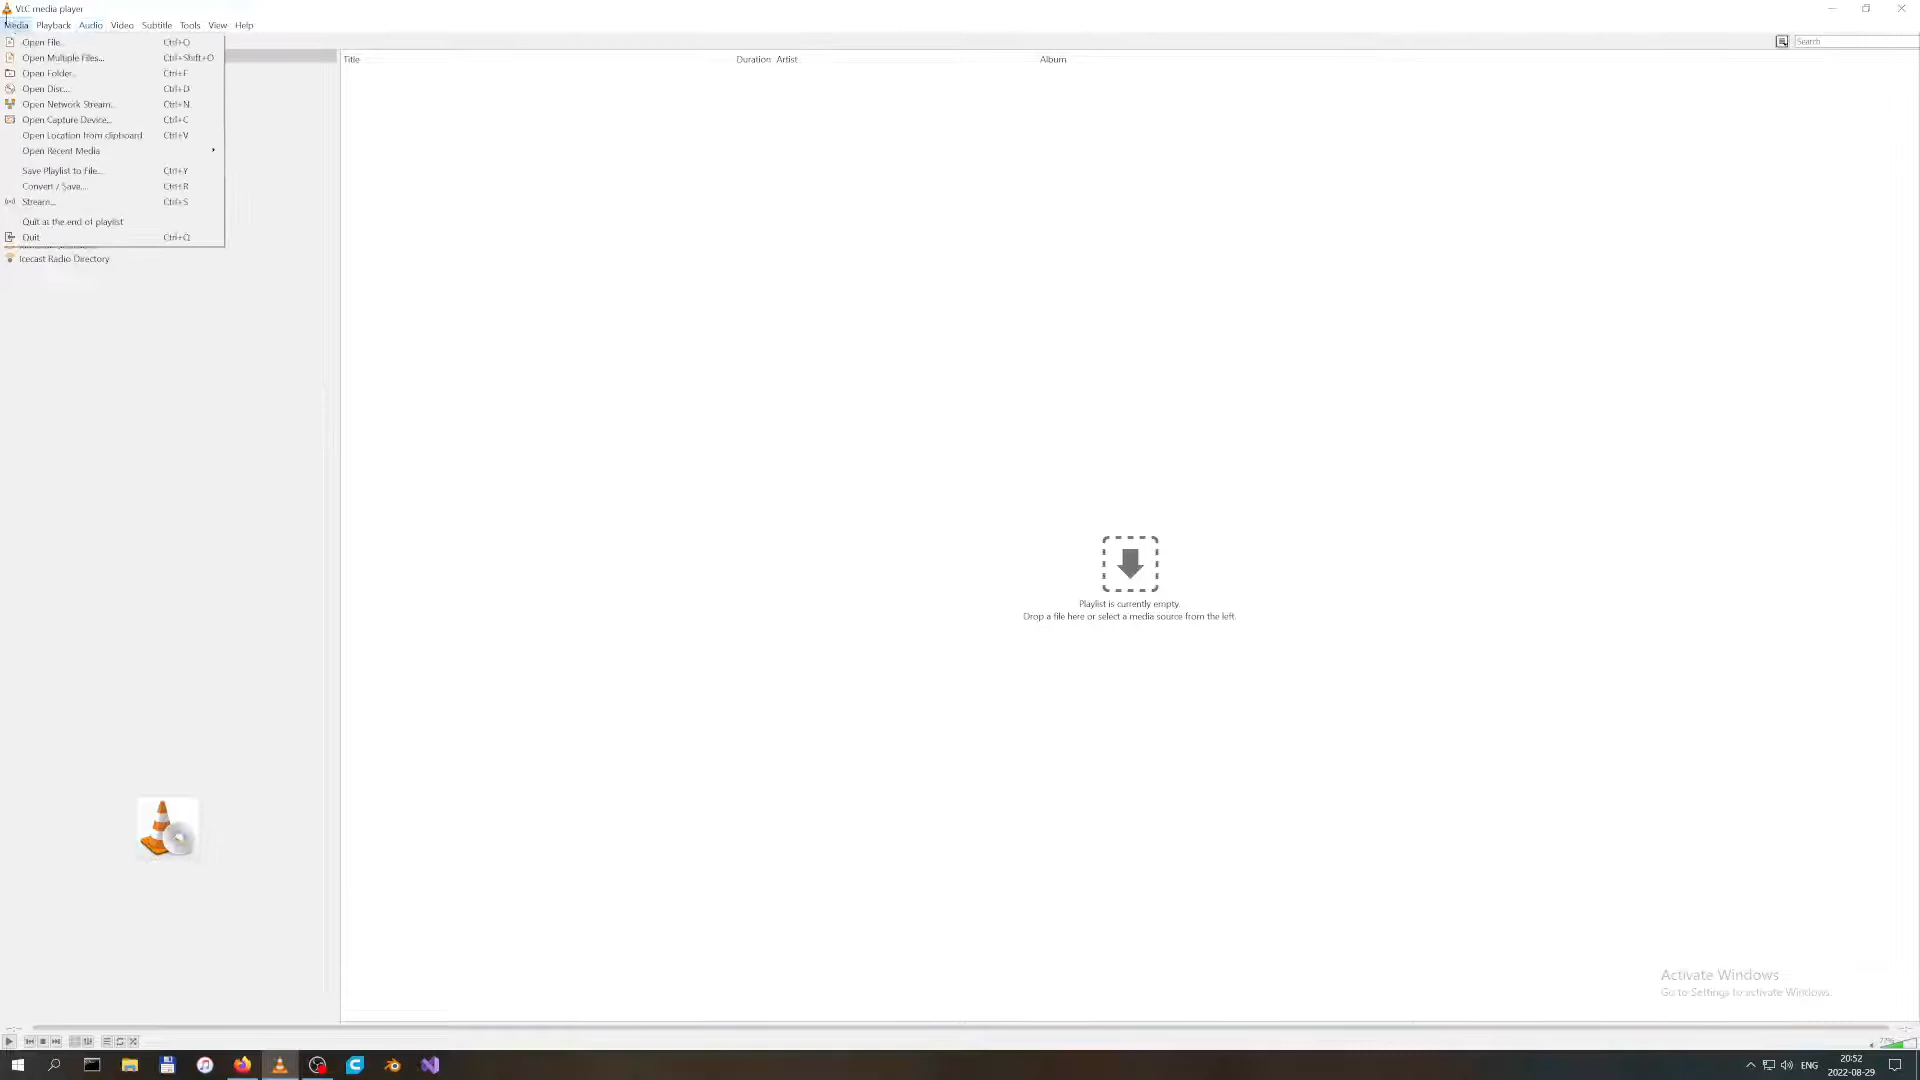 VLC media player
Media Playback Audio Video Subtitle Tools View Help
Open File... Ctrl+O
Open Multiple Files... Ctrl+Shift+O
Open Folder... Ctrl+F
Open Disc... Ctrl+D
Open Network Stream... Ctrl+N
Open Capture Device... Ctrl+C
Open Location from clipboard Ctrl+V
Open Recent Media
Save Playlist to File... Ctrl+Y
Convert / Save... Ctrl+R
Stream... Ctrl+S
Quit at the end of playlist
Quit Ctrl+Q
Icecast Radio Directory
Search
Title Duration Artist Album
Playlist is currently empty.
Drop a file here or select a media source from the left.
Activate Windows
Go to Settings to activate Windows.
ENG
20:52
2022-08-29